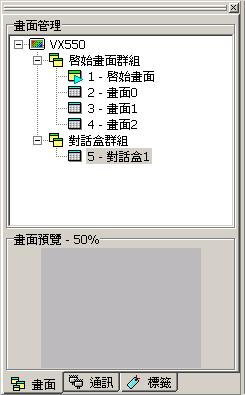 畫面管理
VX550
啓始畫面群組
1 - 啓始畫面
2 - 畫面0
3 - 畫面1
4 - 畫面2
對話盒群組
5 - 對話盒1
畫面預覽 - 50%
畫面 通訊 標籤